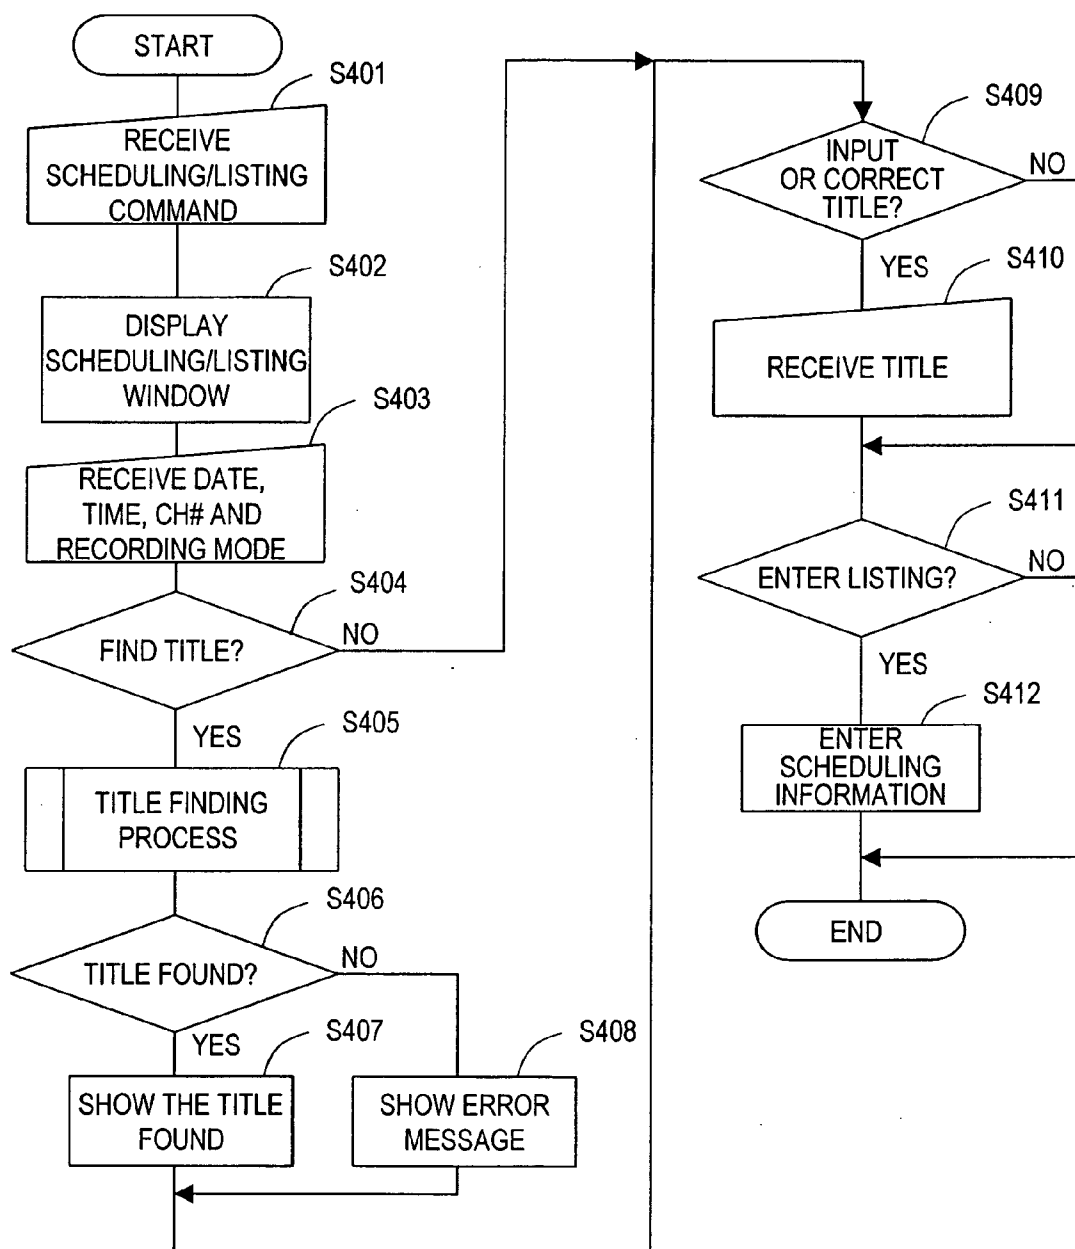 START
S401
RECEIVE
SCHEDULING/LISTING
COMMAND
S402
DISPLAY
SCHEDULING/LISTING
WINDOW
S403
RECEIVE DATE,
TIME, CH# AND
RECORDING MODE
S404
FIND TITLE?
NO
YES
S405
TITLE FINDING
PROCESS
S406
TITLE FOUND?
NO
YES
S407
SHOW THE TITLE
FOUND
S408
SHOW ERROR
MESSAGE
S409
INPUT
OR CORRECT
TITLE?
NO
YES
S410
RECEIVE TITLE
S411
ENTER LISTING?
NO
YES
S412
ENTER
SCHEDULING
INFORMATION
END